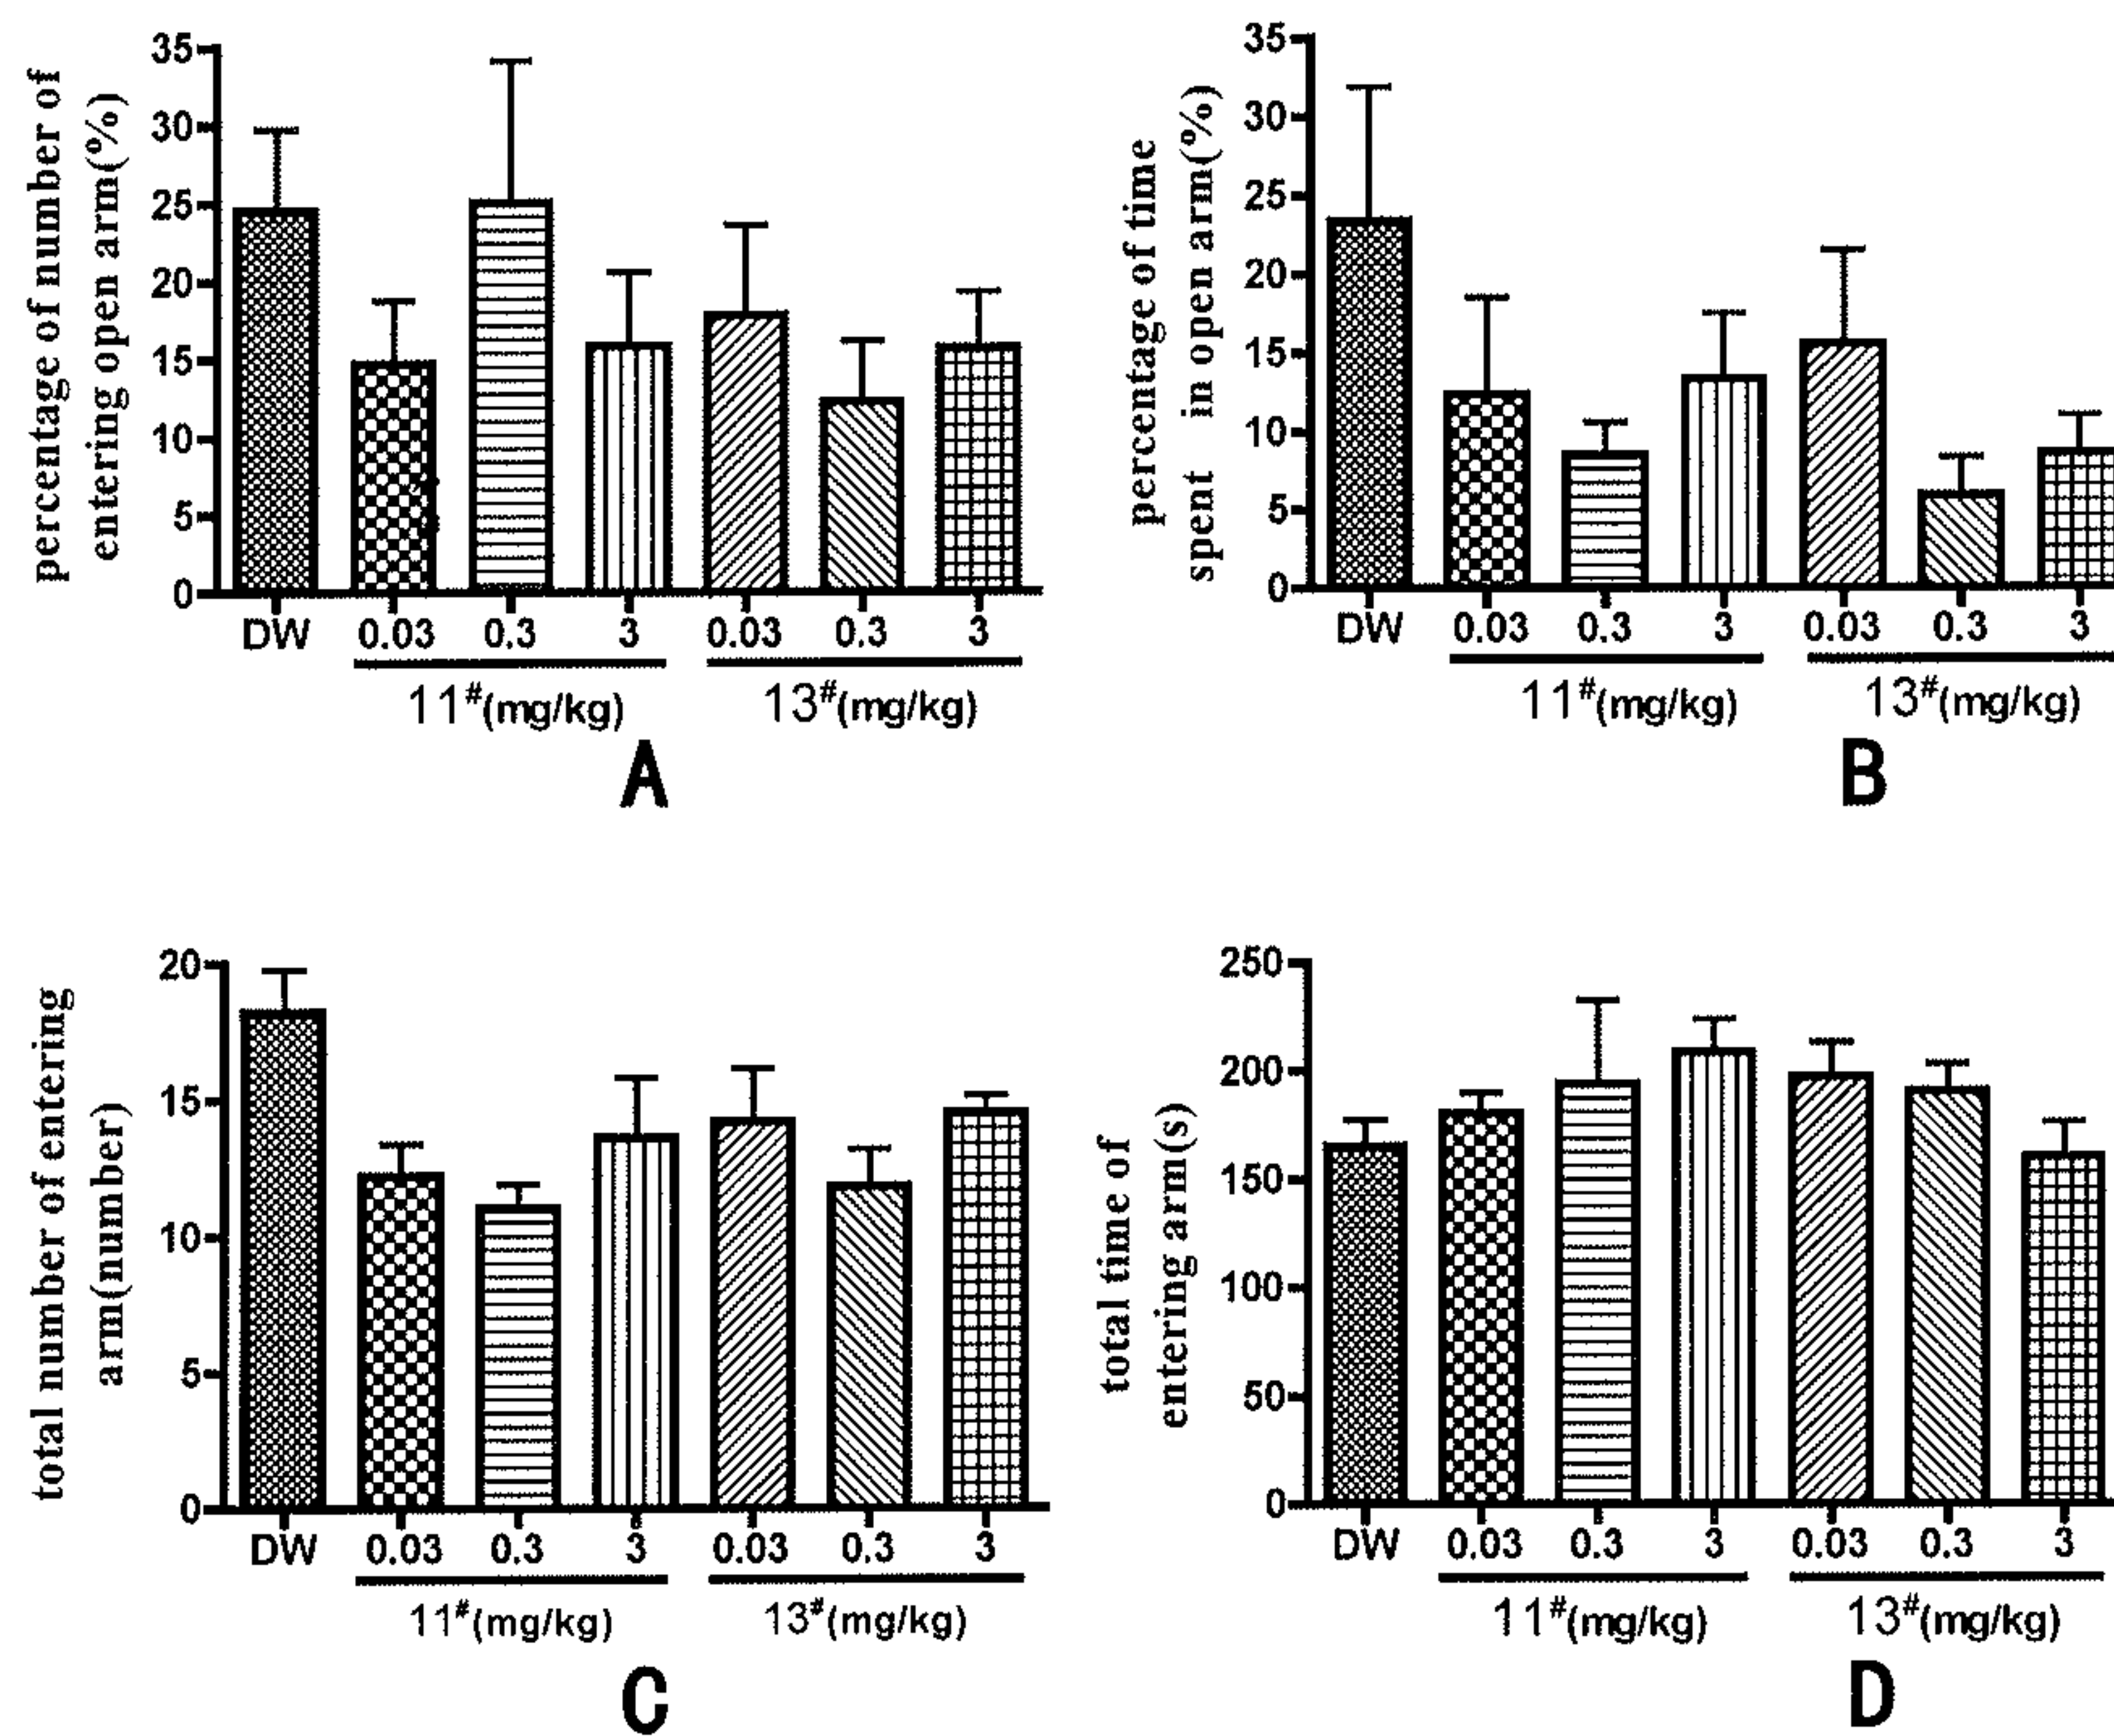 percentage of number of
entering open arm(%)
35
30
25
20
15
10
5
0
DW 0.03 0.3 3 0.03 0.3 3
11#(mg/kg) 13#(mg/kg)
A
percentage of time
spent in open arm(%)
35
30
25
20
15
10
5
0
DW 0.03 0.3 3 0.03 0.3 3
11#(mg/kg) 13#(mg/kg)
B
total number of entering
arm(number)
20
15
10
5
0
DW 0.03 0.3 3 0.03 0.3 3
11#(mg/kg) 13#(mg/kg)
C
total time of
entering arm(s)
250
200
150
100
50
0
DW 0.03 0.3 3 0.03 0.3 3
11#(mg/kg) 13#(mg/kg)
D